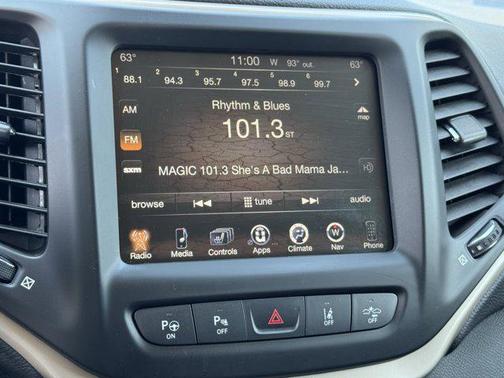 63° 11:00 W 93° out. 63°
1 88.1 2 94.3 3 95.7 4 97.5 5 98.9 6 99.7
AM
Rhythm & Blues
map
FM
101.3 ST
sxm
MAGIC 101.3 She's A Bad Mama Ja...
browse tune audio
Radio Media Controls Apps Climate Nav Phone
P ON
P OFF
OFF
OFF